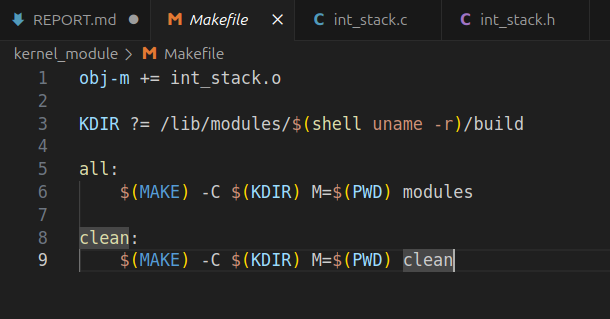 REPORT.md
Makefile
int_stack.c
int_stack.h
kernel_module > Makefile
1 obj-m += int_stack.o
2
3 KDIR ?= /lib/modules/$(shell uname -r)/build
4
5 all:
6 $(MAKE) -C $(KDIR) M=$(PWD) modules
7
8 clean:
9 $(MAKE) -C $(KDIR) M=$(PWD) clean